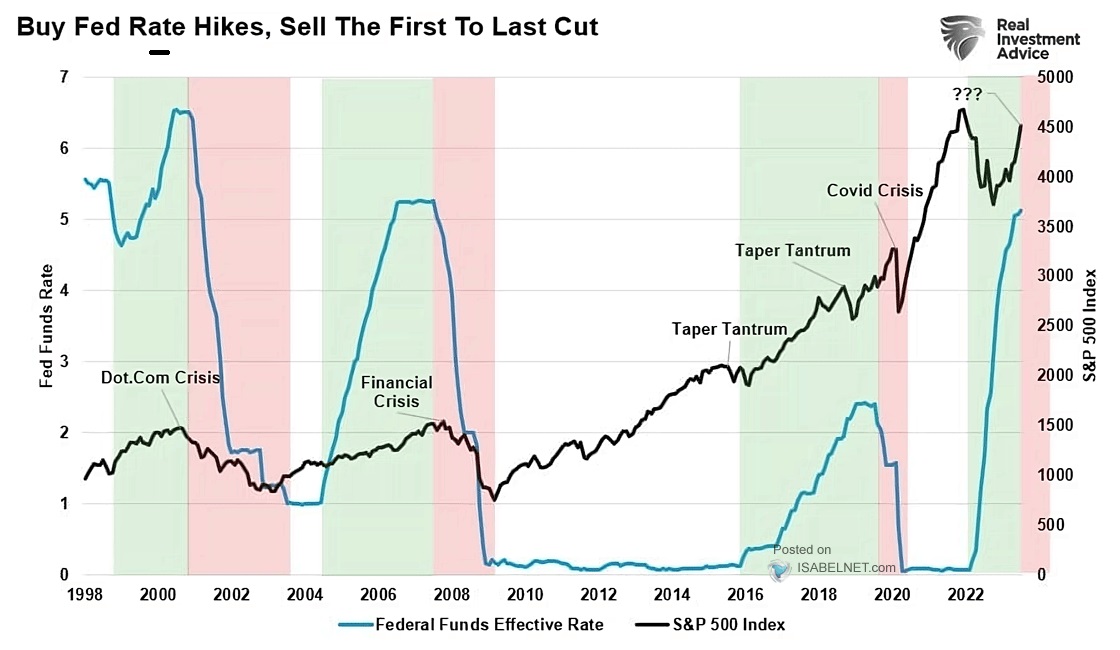 Buy Fed Rate Hikes, Sell The First To Last Cut
Real
Investment
Advice
7
6
5
4
3
2
1
0
Fed Funds Rate
5000
4500
4000
3500
3000
2500
2000
1500
1000
500
0
S&P 500 Index
???
Covid Crisis
Taper Tantrum
Taper Tantrum
Dot.Com Crisis
Financial
Crisis
Posted on
ISABELNET.com
1998 2000 2002 2004 2006 2008 2010 2012 2014 2016 2018 2020 2022
Federal Funds Effective Rate S&P 500 Index